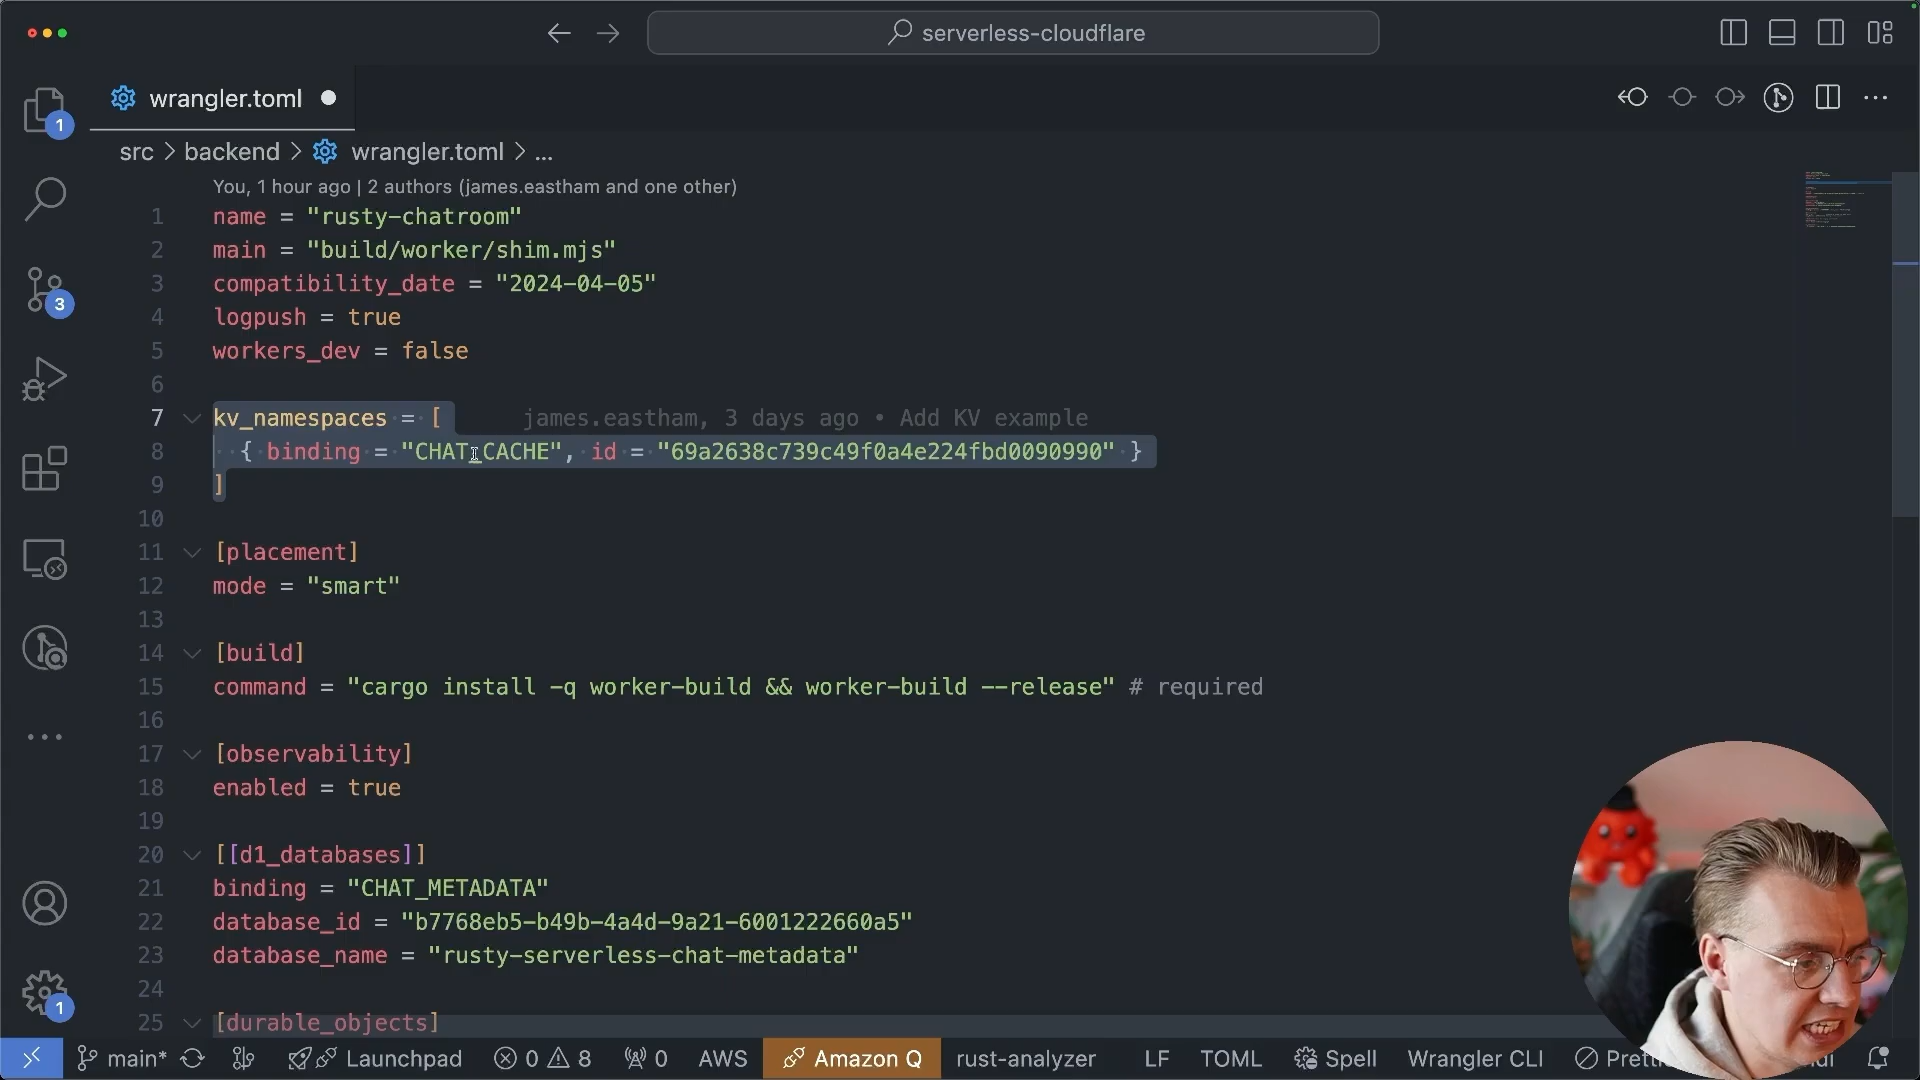 serverless-cloudflare
wrangler.toml
1
src > backend > wrangler.toml > ...
You, 1 hour ago | 2 authors (james.eastham and one other)
1 name = "rusty-chatroom"
2 main = "build/worker/shim.mjs"
3 compatibility_date = "2024-04-05"
3
4 logpush = true
5 workers_dev = false
6
7 kv_namespaces = [ james.eastham, 3 days ago • Add KV example
8 { binding = "CHAT_CACHE", id = "69a2638c739c49f0a4e224fbd0090990" }
9 ]
10
11 [placement]
12 mode = "smart"
13
14 [build]
15 command = "cargo install -q worker-build && worker-build --release" # required
16
17 [observability]
18 enabled = true
19
20 [[d1_databases]]
21 binding = "CHAT_METADATA"
22 database_id = "b7768eb5-b49b-4a4d-9a21-6001222660a5"
23 database_name = "rusty-serverless-chat-metadata"
24
1
25 [durable_objects]
main* Launchpad 0 8 0 AWS Amazon Q rust-analyzer LF TOML Spell Wrangler CLI